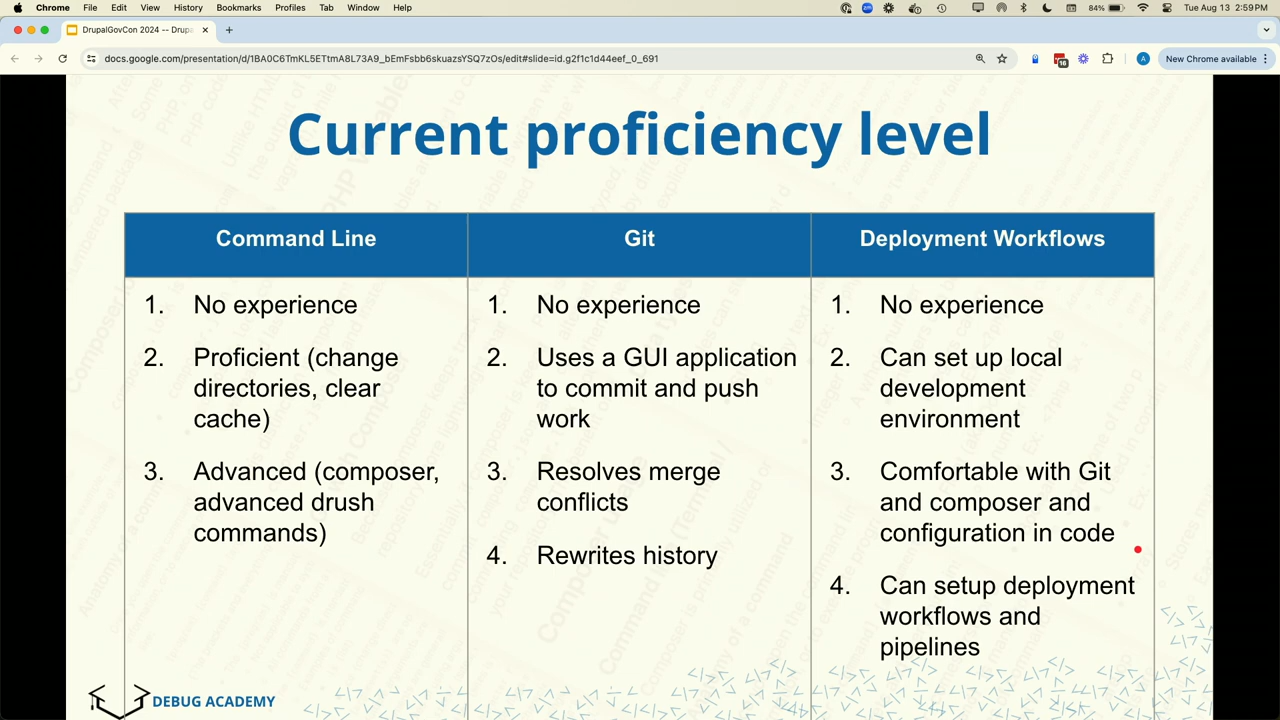 Chrome File Edit View History Bookmarks Profiles Tab Window Help 84% Tue Aug 13 2:59 PM
DrupalGovCon 2024 -- Drupa
docs.google.com/presentation/d/1BA0C6TmKL5ETtmA8L73A9_bEmFsbb6skuazsYSQ7zOs/edit#slide=id.g2f1c1d44eef_0_691
16
A
New Chrome available
Current proficiency level
Command Line
1. No experience
2. Proficient (change
directories, clear
cache)
3. Advanced (composer,
advanced drush
commands)
Git
1. No experience
2. Uses a GUI application
to commit and push
work
3. Resolves merge
conflicts
4. Rewrites history
Deployment Workflows
1. No experience
2. Can set up local
development
environment
3. Comfortable with Git
and composer and
configuration in code
4. Can setup deployment
workflows and
pipelines
DEBUG ACADEMY